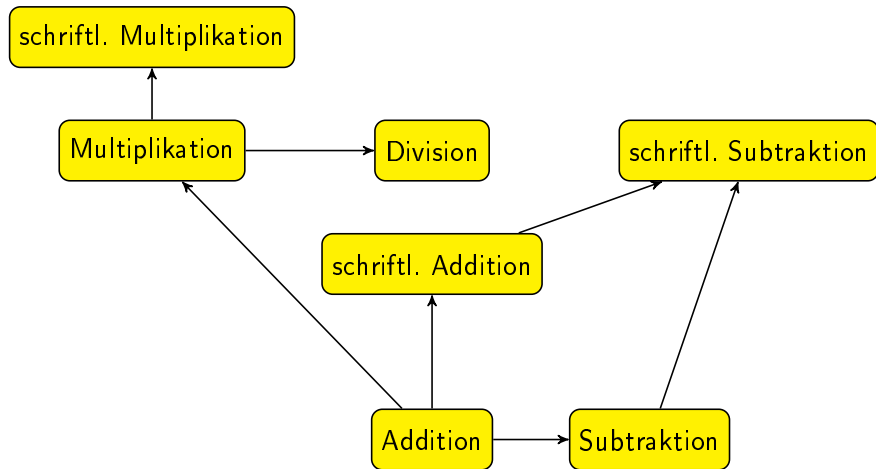 schriftl. Multiplikation
Multiplikation
Division
schriftl. Subtraktion
schriftl. Addition
Addition
Subtraktion